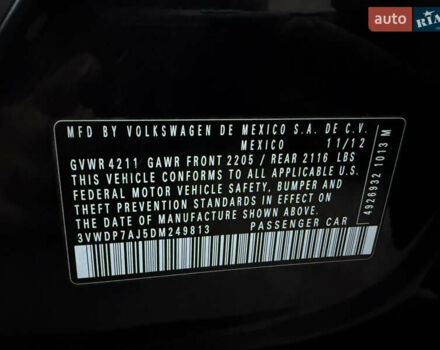 auto RIA
MFD BY VOLKSWAGEN DE MEXICO S.A. DE C.V.
MEXICO 11/12
GVWR 4211 GAWR FRONT 2205 / REAR 2116 LBS
THIS VEHICLE CONFORMS TO ALL APPLICABLE U.S.
FEDERAL MOTOR VEHICLE SAFETY, BUMPER AND
THEFT PREVENTION STANDARDS IN EFFECT ON THE
DATE OF MANUFACTURE SHOWN ABOVE.
3VWDP7AJ5DM249813 PASSENGER CAR
4926932 1013 M